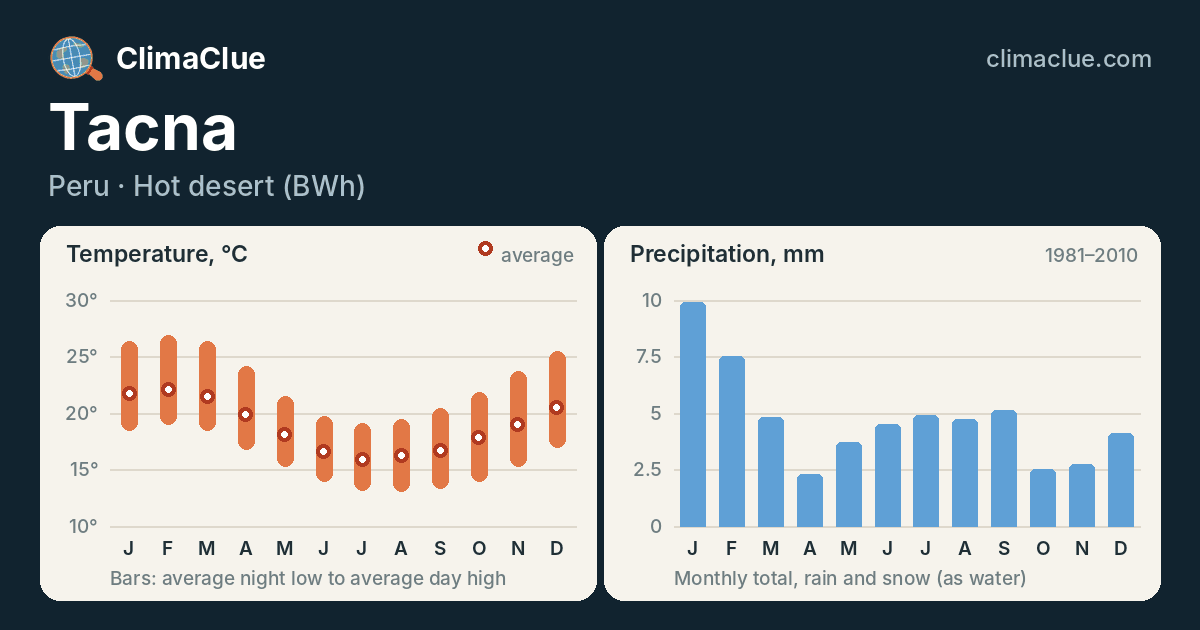 ClimaClue
climaclue.com
Tacna
Peru · Hot desert (BWh)
Temperature, °C
average
30°
25°
20°
15°
10°
J F M A M J J A S O N D
Bars: average night low to average day high
Precipitation, mm
1981–2010
10
7.5
5
2.5
0
J F M A M J J A S O N D
Monthly total, rain and snow (as water)